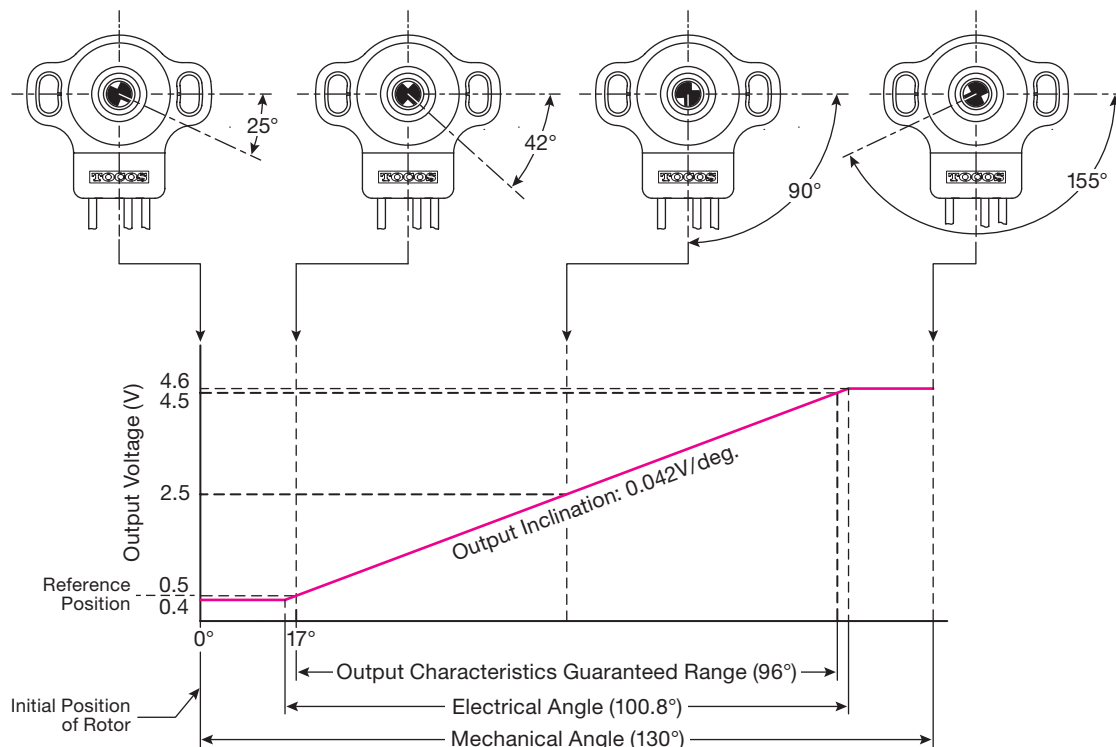 25°
42°
90°
155°
TOCOS
TOCOS
TOCOS
TOCOS
Output Voltage (V)
4.6
4.5
2.5
0.5
0.4
Reference
Position
Output Inclination: 0.042V/deg.
0°
17°
Output Characteristics Guaranteed Range (96°)
Initial Position
of Rotor
Electrical Angle (100.8°)
Mechanical Angle (130°)